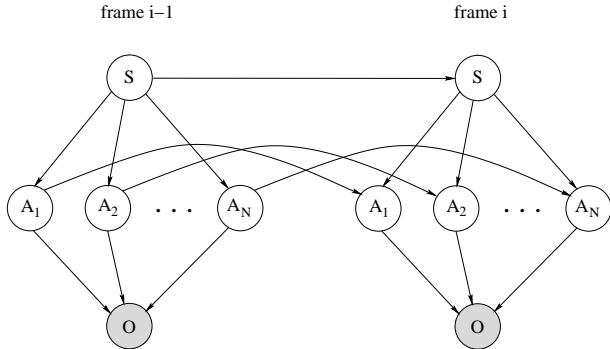 frame i–1 frame i
S S
A1 A2 . . . AN A1 A2 . . . AN
O O